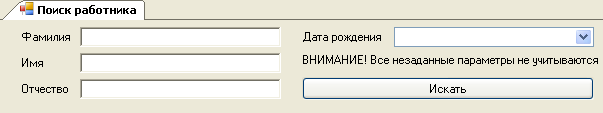 Поиск работника
Фамилия
Дата рождения
Имя
ВНИМАНИЕ! Все незаданные параметры не учитываются
Отчество
Искать